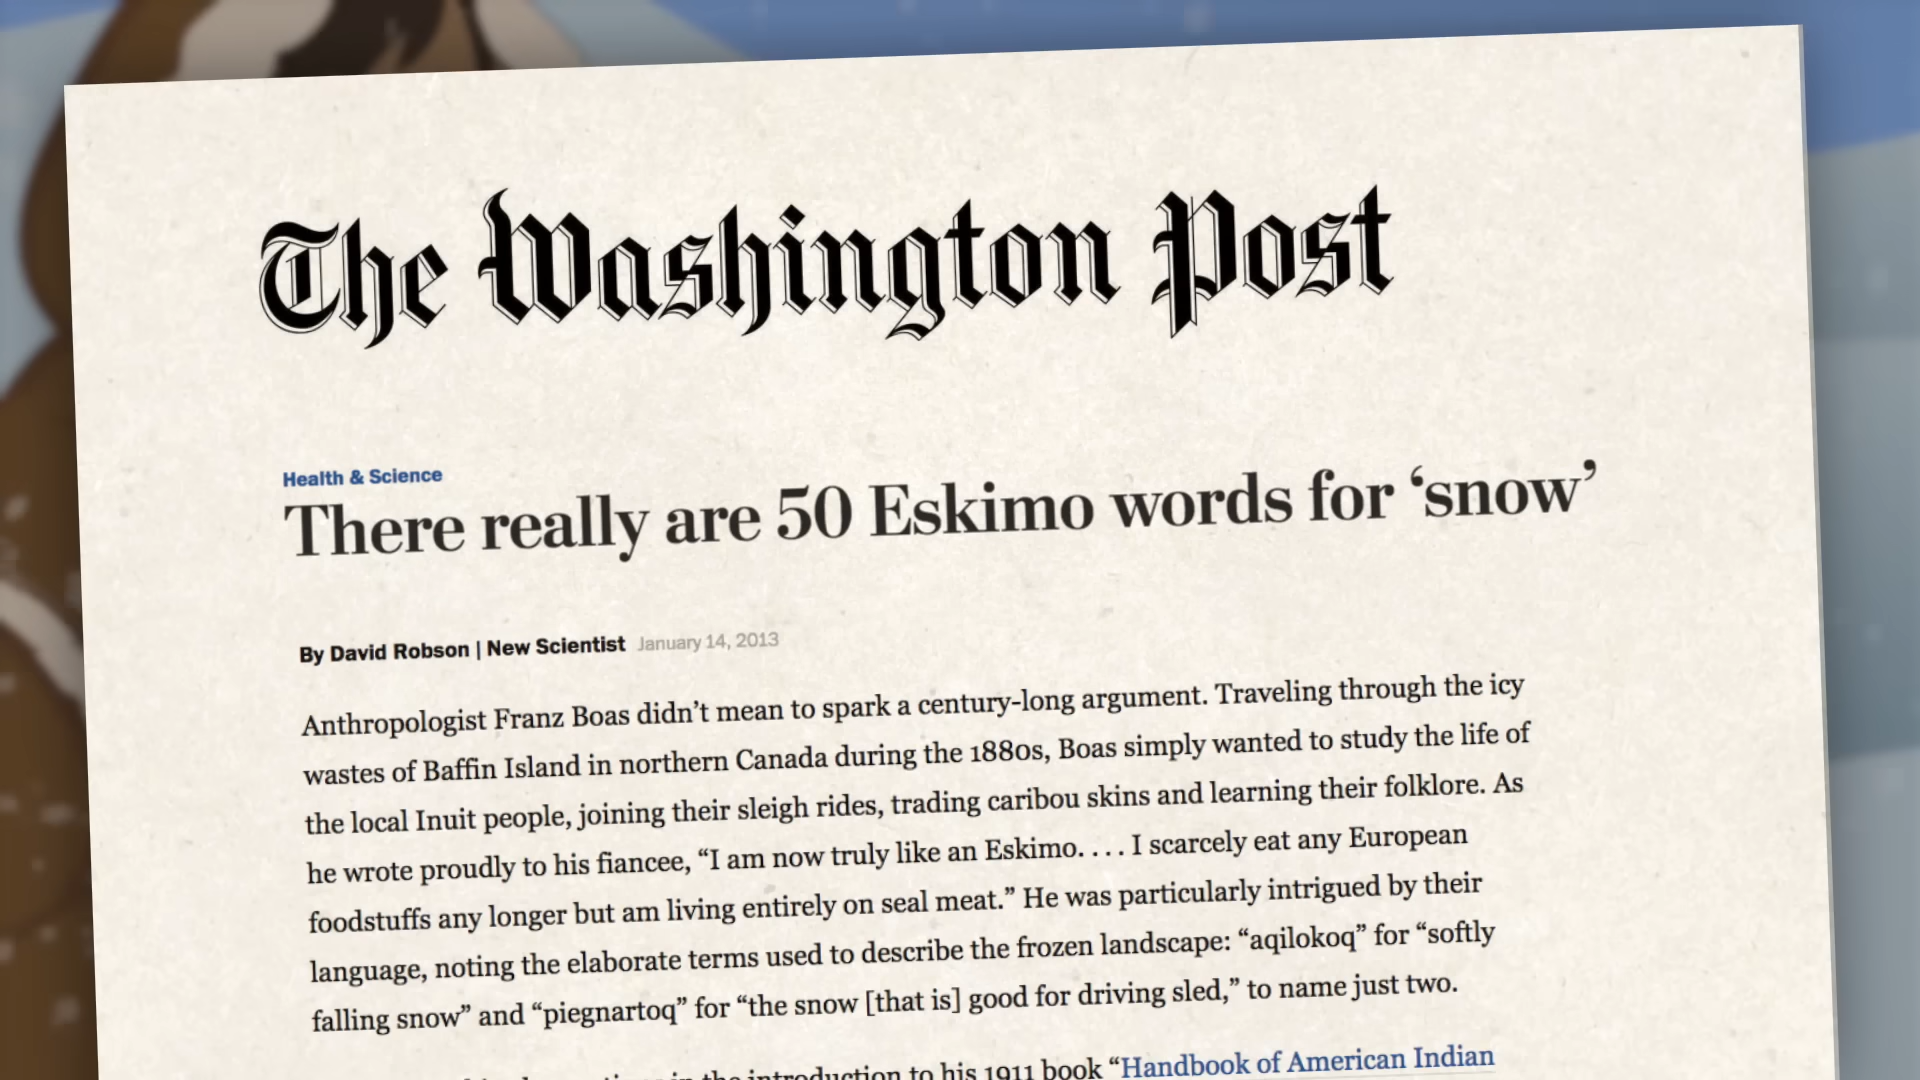 The Washington Post
Health & Science
There really are 50 Eskimo words for ‘snow’
By David Robson | New Scientist January 14, 2013
Anthropologist Franz Boas didn’t mean to spark a century-long argument. Traveling through the icy
wastes of Baffin Island in northern Canada during the 1880s, Boas simply wanted to study the life of
the local Inuit people, joining their sleigh rides, trading caribou skins and learning their folklore. As
he wrote proudly to his fiancee, “I am now truly like an Eskimo. . . . I scarcely eat any European
foodstuffs any longer but am living entirely on seal meat.” He was particularly intrigued by their
language, noting the elaborate terms used to describe the frozen landscape: “aqilokoq” for “softly
falling snow” and “piegnartoq” for “the snow [that is] good for driving sled,” to name just two.
in the introduction to his 1911 book “Handbook of American Indian